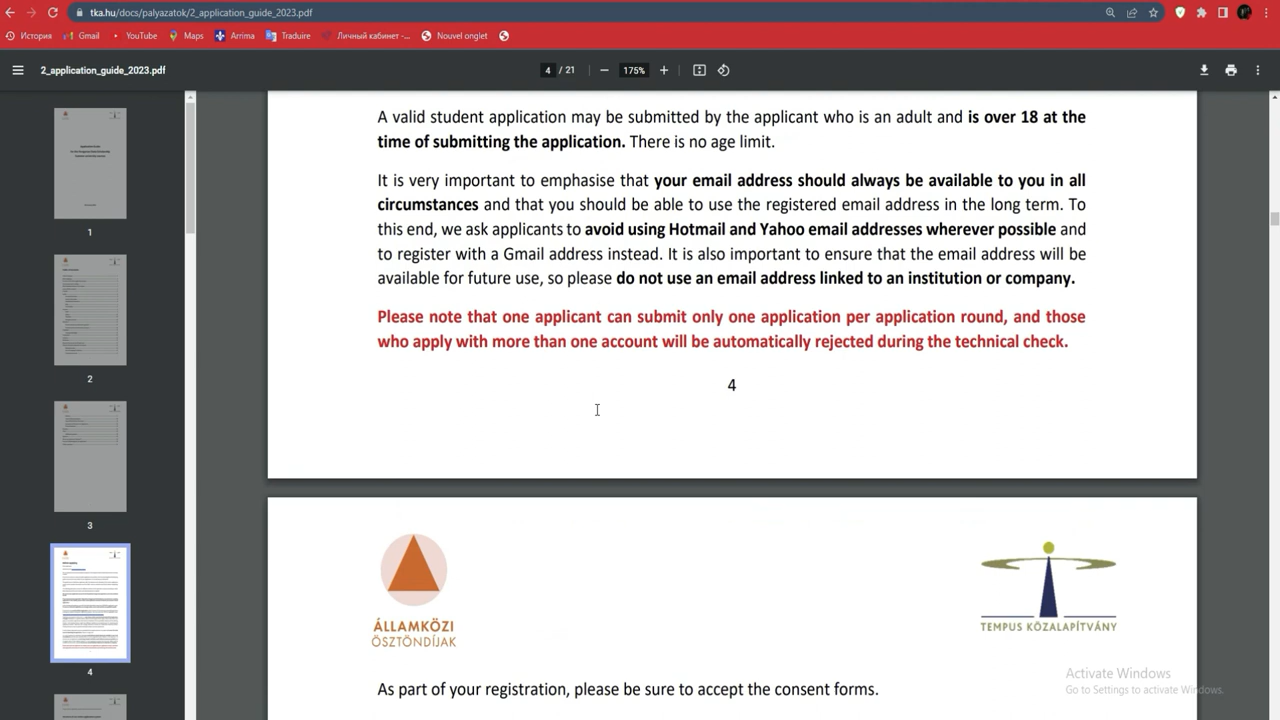 tka.hu/docs/palyazatok/2_application_guide_2023.pdf
История Gmail YouTube Maps Arrima Traduire Личный кабинет -... Nouvel onglet
2_application_guide_2023.pdf 4 / 21 175%
1
2
3
4
A valid student application may be submitted by the applicant who is an adult and is over 18 at the
time of submitting the application. There is no age limit.
It is very important to emphasise that your email address should always be available to you in all
circumstances and that you should be able to use the registered email address in the long term. To
this end, we ask applicants to avoid using Hotmail and Yahoo email addresses wherever possible and
to register with a Gmail address instead. It is also important to ensure that the email address will be
available for future use, so please do not use an email address linked to an institution or company.
Please note that one applicant can submit only one application per application round, and those
who apply with more than one account will be automatically rejected during the technical check.
4
ÁLLAMKÖZI
ÖSZTÖNDÍJAK
TEMPUS KÖZALAPÍTVÁNY
As part of your registration, please be sure to accept the consent forms.
Activate Windows
Go to Settings to activate Windows.